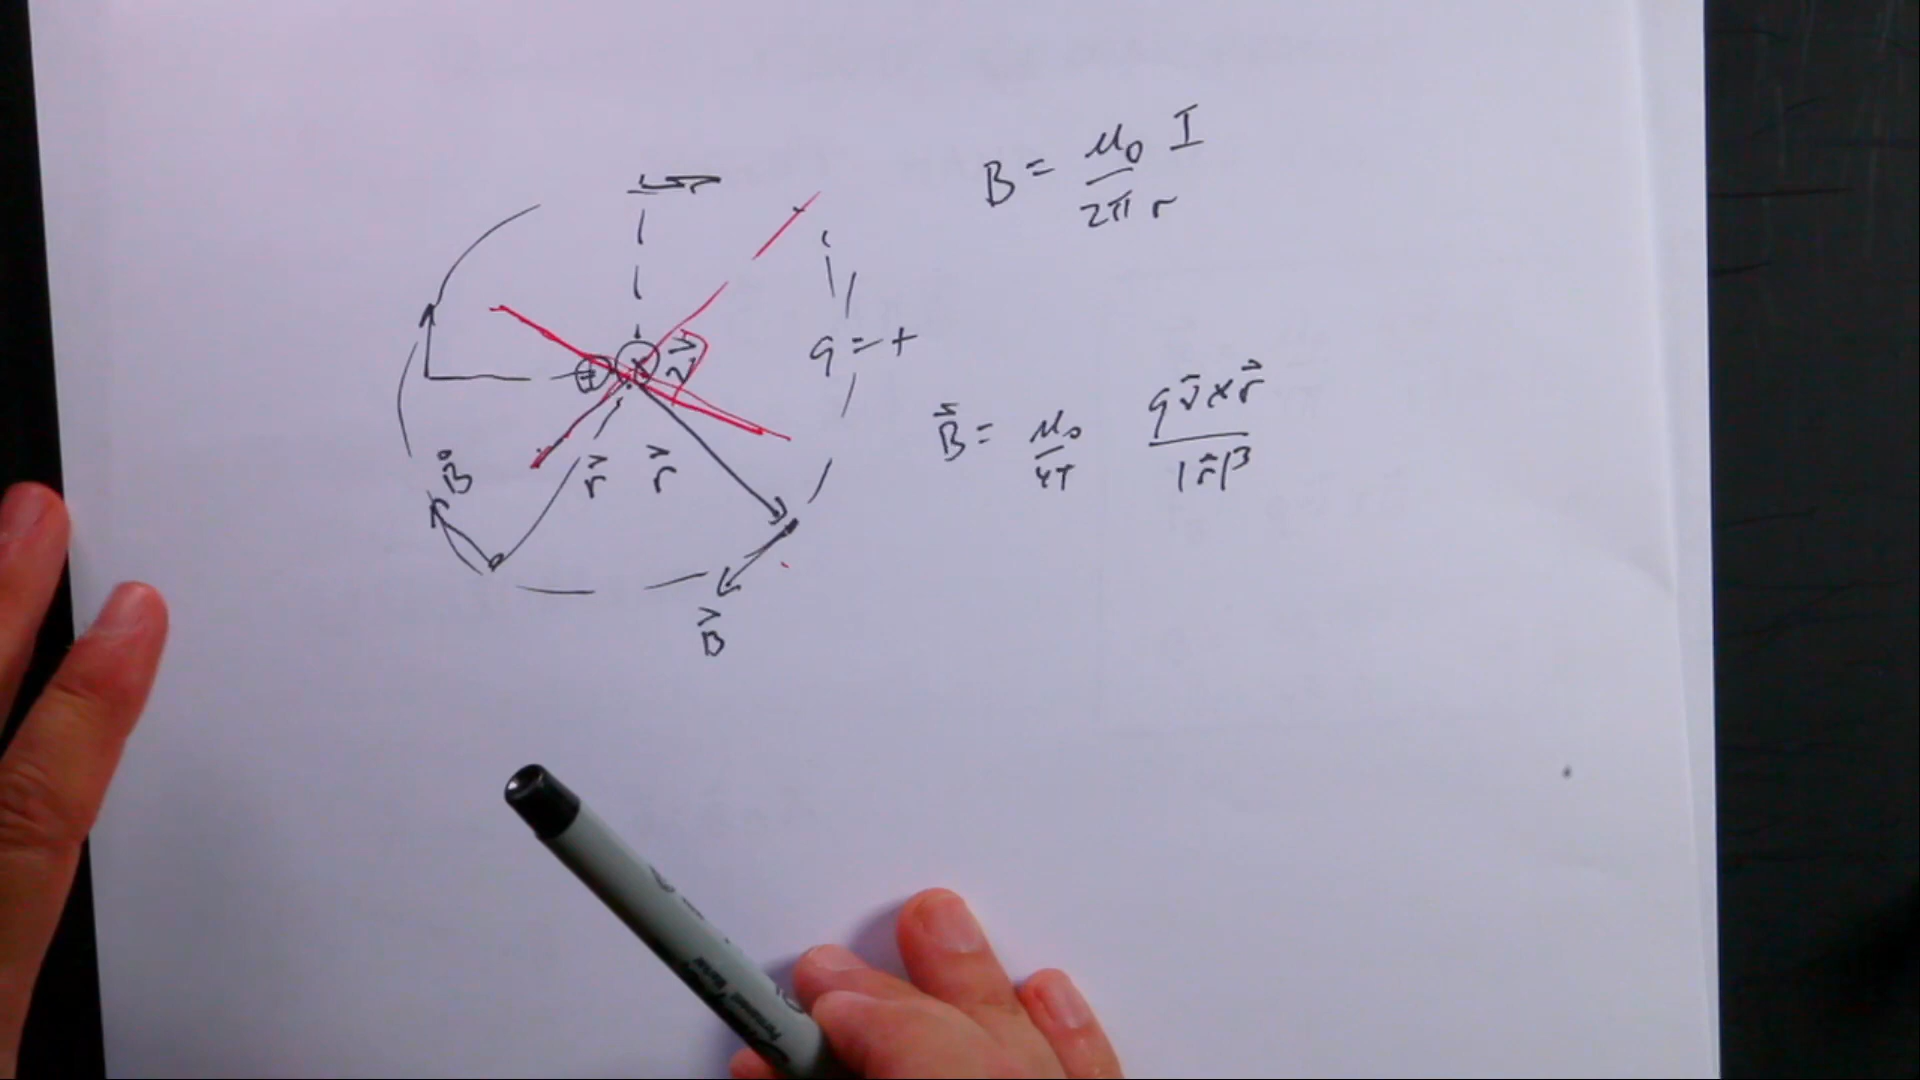 B = μ₀ I / 2π r
q = +
v⃗
B⃗ = μ₀ / 4π q v⃗ × r⃗ / |r⃗|³
B⃗
r⃗ r⃗
B⃗